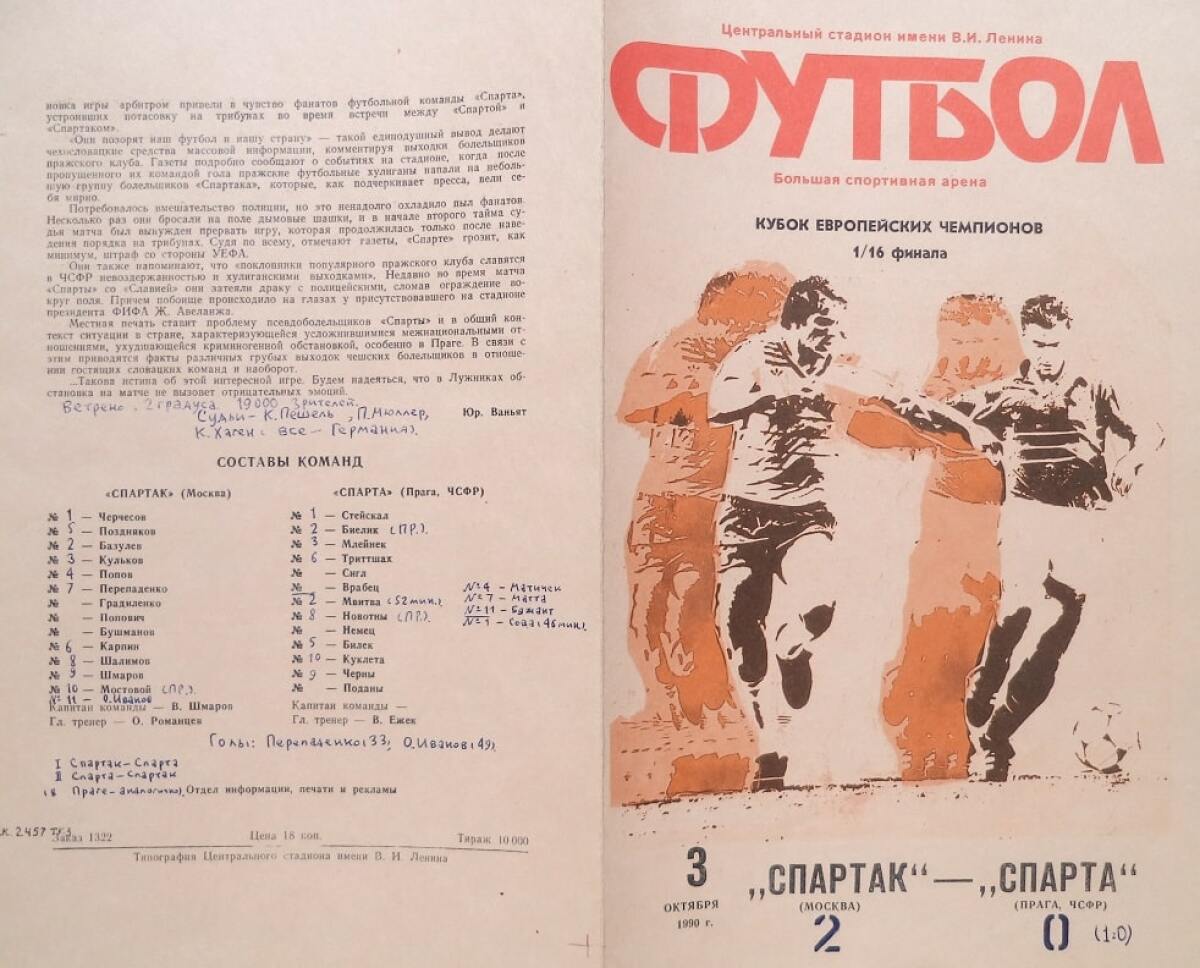 новка игры арбитром привели в чувство фанатов футбольной команды «Спарта»,
устроивших потасовку на трибунах во время встречи между «Спартой» и
«Спартаком».
«Они позорят наш футбол и нашу страну» — такой единодушный вывод делают
чехословацкие средства массовой информации, комментируя выходки болельщиков
пражского клуба. Газеты подробно сообщают о событиях на стадионе, когда после
пропущенного их командой гола пражские футбольные хулиганы напали на неболь-
шую группу болельщиков «Спартака», которые, как подчеркивает пресса, вели се-
бя мирно.
Потребовалось вмешательство полиции, но это ненадолго охладило пыл фанатов.
Несколько раз они бросали на поле дымовые шашки, и в начале второго тайма су-
дья матча был вынужден прервать игру, которая продолжилась только после наве-
дения порядка на трибунах. Судя по всему, отмечают газеты, «Спарте» грозит, как
минимум, штраф со стороны УЕФА.
Они также напоминают, что «поклонники популярного пражского клуба славятся
в ЧСФР невоздержанностью и хулиганскими выходками». Недавно во время матча
«Спарты» со «Славией» они затеяли драку с полицейскими, сломав ограждение во-
круг поля. Причем побоище происходило на глазах у присутствовавшего на стадионе
президента ФИФА Ж. Авеланжа.
Местная печать ставит проблему псевдоболельщиков «Спарты» и в общий кон-
текст ситуации в стране, характеризующейся усложнившимися межнациональными от-
ношениями, ухудшающейся криминогенной обстановкой, особенно в Праге. В связи с
этим приводятся факты различных грубых выходок чешских болельщиков в отноше-
нии гостящих словацких команд и наоборот.
...Такова истина об этой интересной игре. Будем надеяться, что в Лужниках об-
становка на матче не вызовет отрицательных эмоций.
Ветрено, 2 градуса. 19000 зрителей.
Судьи - К. Пешель, П. Мюллер,
Юр. Ваньят
К. Хаген (все - Германия).
СОСТАВЫ КОМАНД
«СПАРТАК» (Москва)
№ 1 — Черчесов
№ 5 — Поздняков
№ 2 — Базулев
№ 3 — Кульков
№ 4 — Попов
№ 7 — Перепаденко
№ — Градиленко
№ — Попович
№ — Бушманов
№ 6 — Карпин
№ 8 — Шалимов
№ 9 — Шмаров
№ 10 — Мостовой (ПР.).
№ 11 - О. Иванов
Капитан команды — В. Шмаров
Гл. тренер — О. Романцев
«СПАРТА» (Прага, ЧСФР)
№ 1 — Стейскал
№ 2 — Биелик (ПР.).
№ 3 — Млейнек
№ 6 — Триттшах
№ — Сигл
№ — Врабец
№ 2 — Мвитва (52 мин.).
№ 8 — Новотны (ПР.).
№ — Немец
№ 5 — Билек
№ 10 — Куклета
№ 9 — Черны
№ — Поданы
Капитан команды —
Гл. тренер — В. Ежек
№ 4 - Матичек
№ 7 - Матта
№ 11 - Бажант
№ 1 - Сова (46 мин.).
Голы: Перепаденко (33), О. Иванов (49).
I Спартак-Спарта
II Спарта-Спартак
(в Праге-аналогично). Отдел информации, печати и рекламы
к. 2457 тг 3
Заказ 1322
Цена 18 коп.
Тираж 10 000
Типография Центрального стадиона имени В. И. Ленина
Центральный стадион имени В.И. Ленина
ФУТБОЛ
Большая спортивная арена
КУБОК ЕВРОПЕЙСКИХ ЧЕМПИОНОВ
1/16 финала
3
ОКТЯБРЯ
1990 г.
„СПАРТАК“ — „СПАРТА“
(МОСКВА)
(ПРАГА, ЧСФР)
2
0 (1:0)